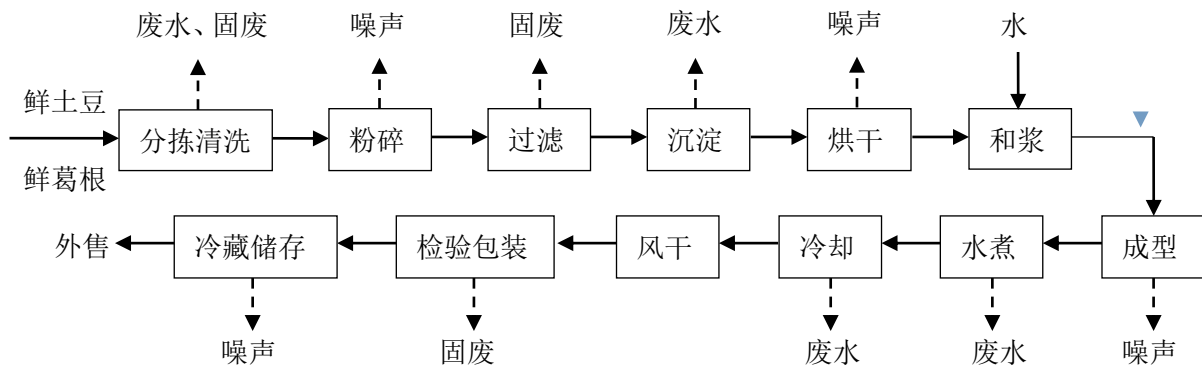 废水、固废
噪声
固废
废水
噪声
水
鲜土豆
鲜葛根
分拣清洗
粉碎
过滤
沉淀
烘干
和浆
外售
冷藏储存
检验包装
风干
冷却
水煮
成型
噪声
固废
废水
废水
噪声